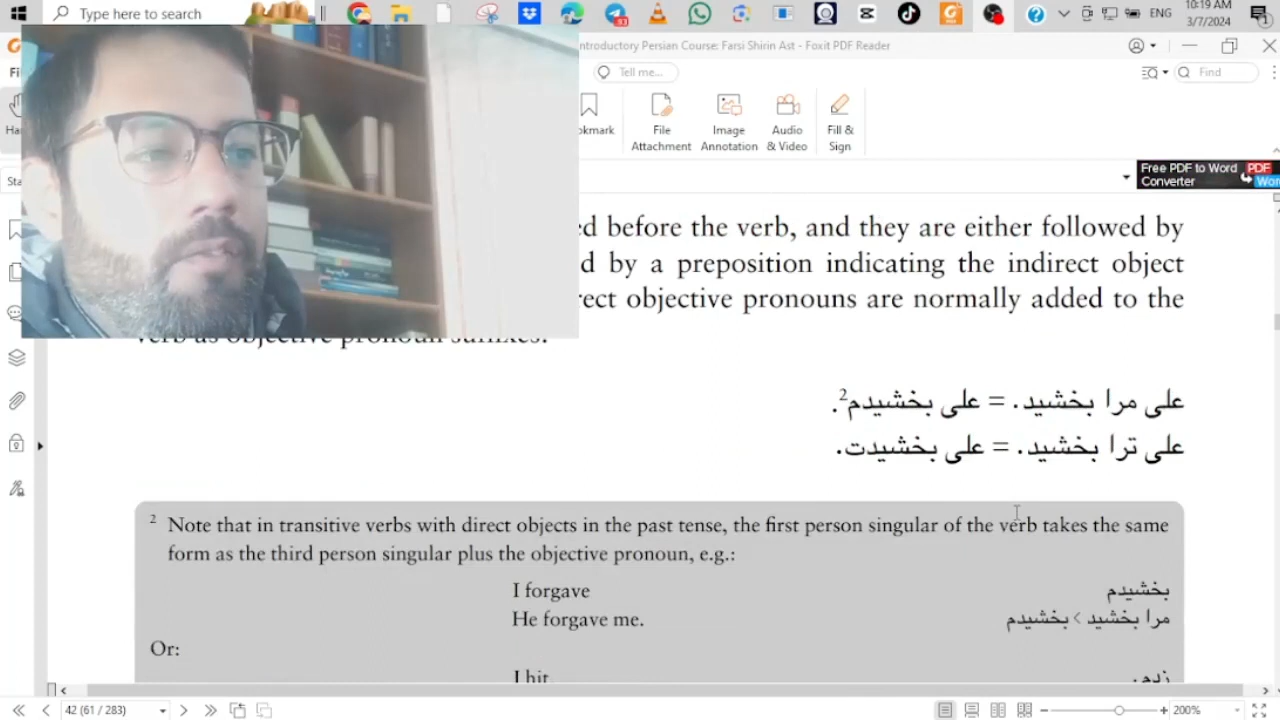 Type here to search
ENG
10:19 AM
3/7/2024
ntroductory Persian Course: Farsi Shirin Ast - Foxit PDF Reader
Tell me...
Find
File
Attachment
Image
Annotation
Audio
& Video
Fill &
Sign
Free PDF to Word
Converter
PDF
before the verb, and they are either followed by
by a preposition indicating the indirect object
objective pronouns are normally added to the
علی مرا بخشید. = علی بخشیدم².
علی ترا بخشید. = علی بخشیدت.
2 Note that in transitive verbs with direct objects in the past tense, the first person singular of the verb takes the same
form as the third person singular plus the objective pronoun, e.g.:
I forgave بخشیدم
He forgave me. مرا بخشید > بخشیدم
Or:
I hit زدم.
42 (61 / 283)
200%